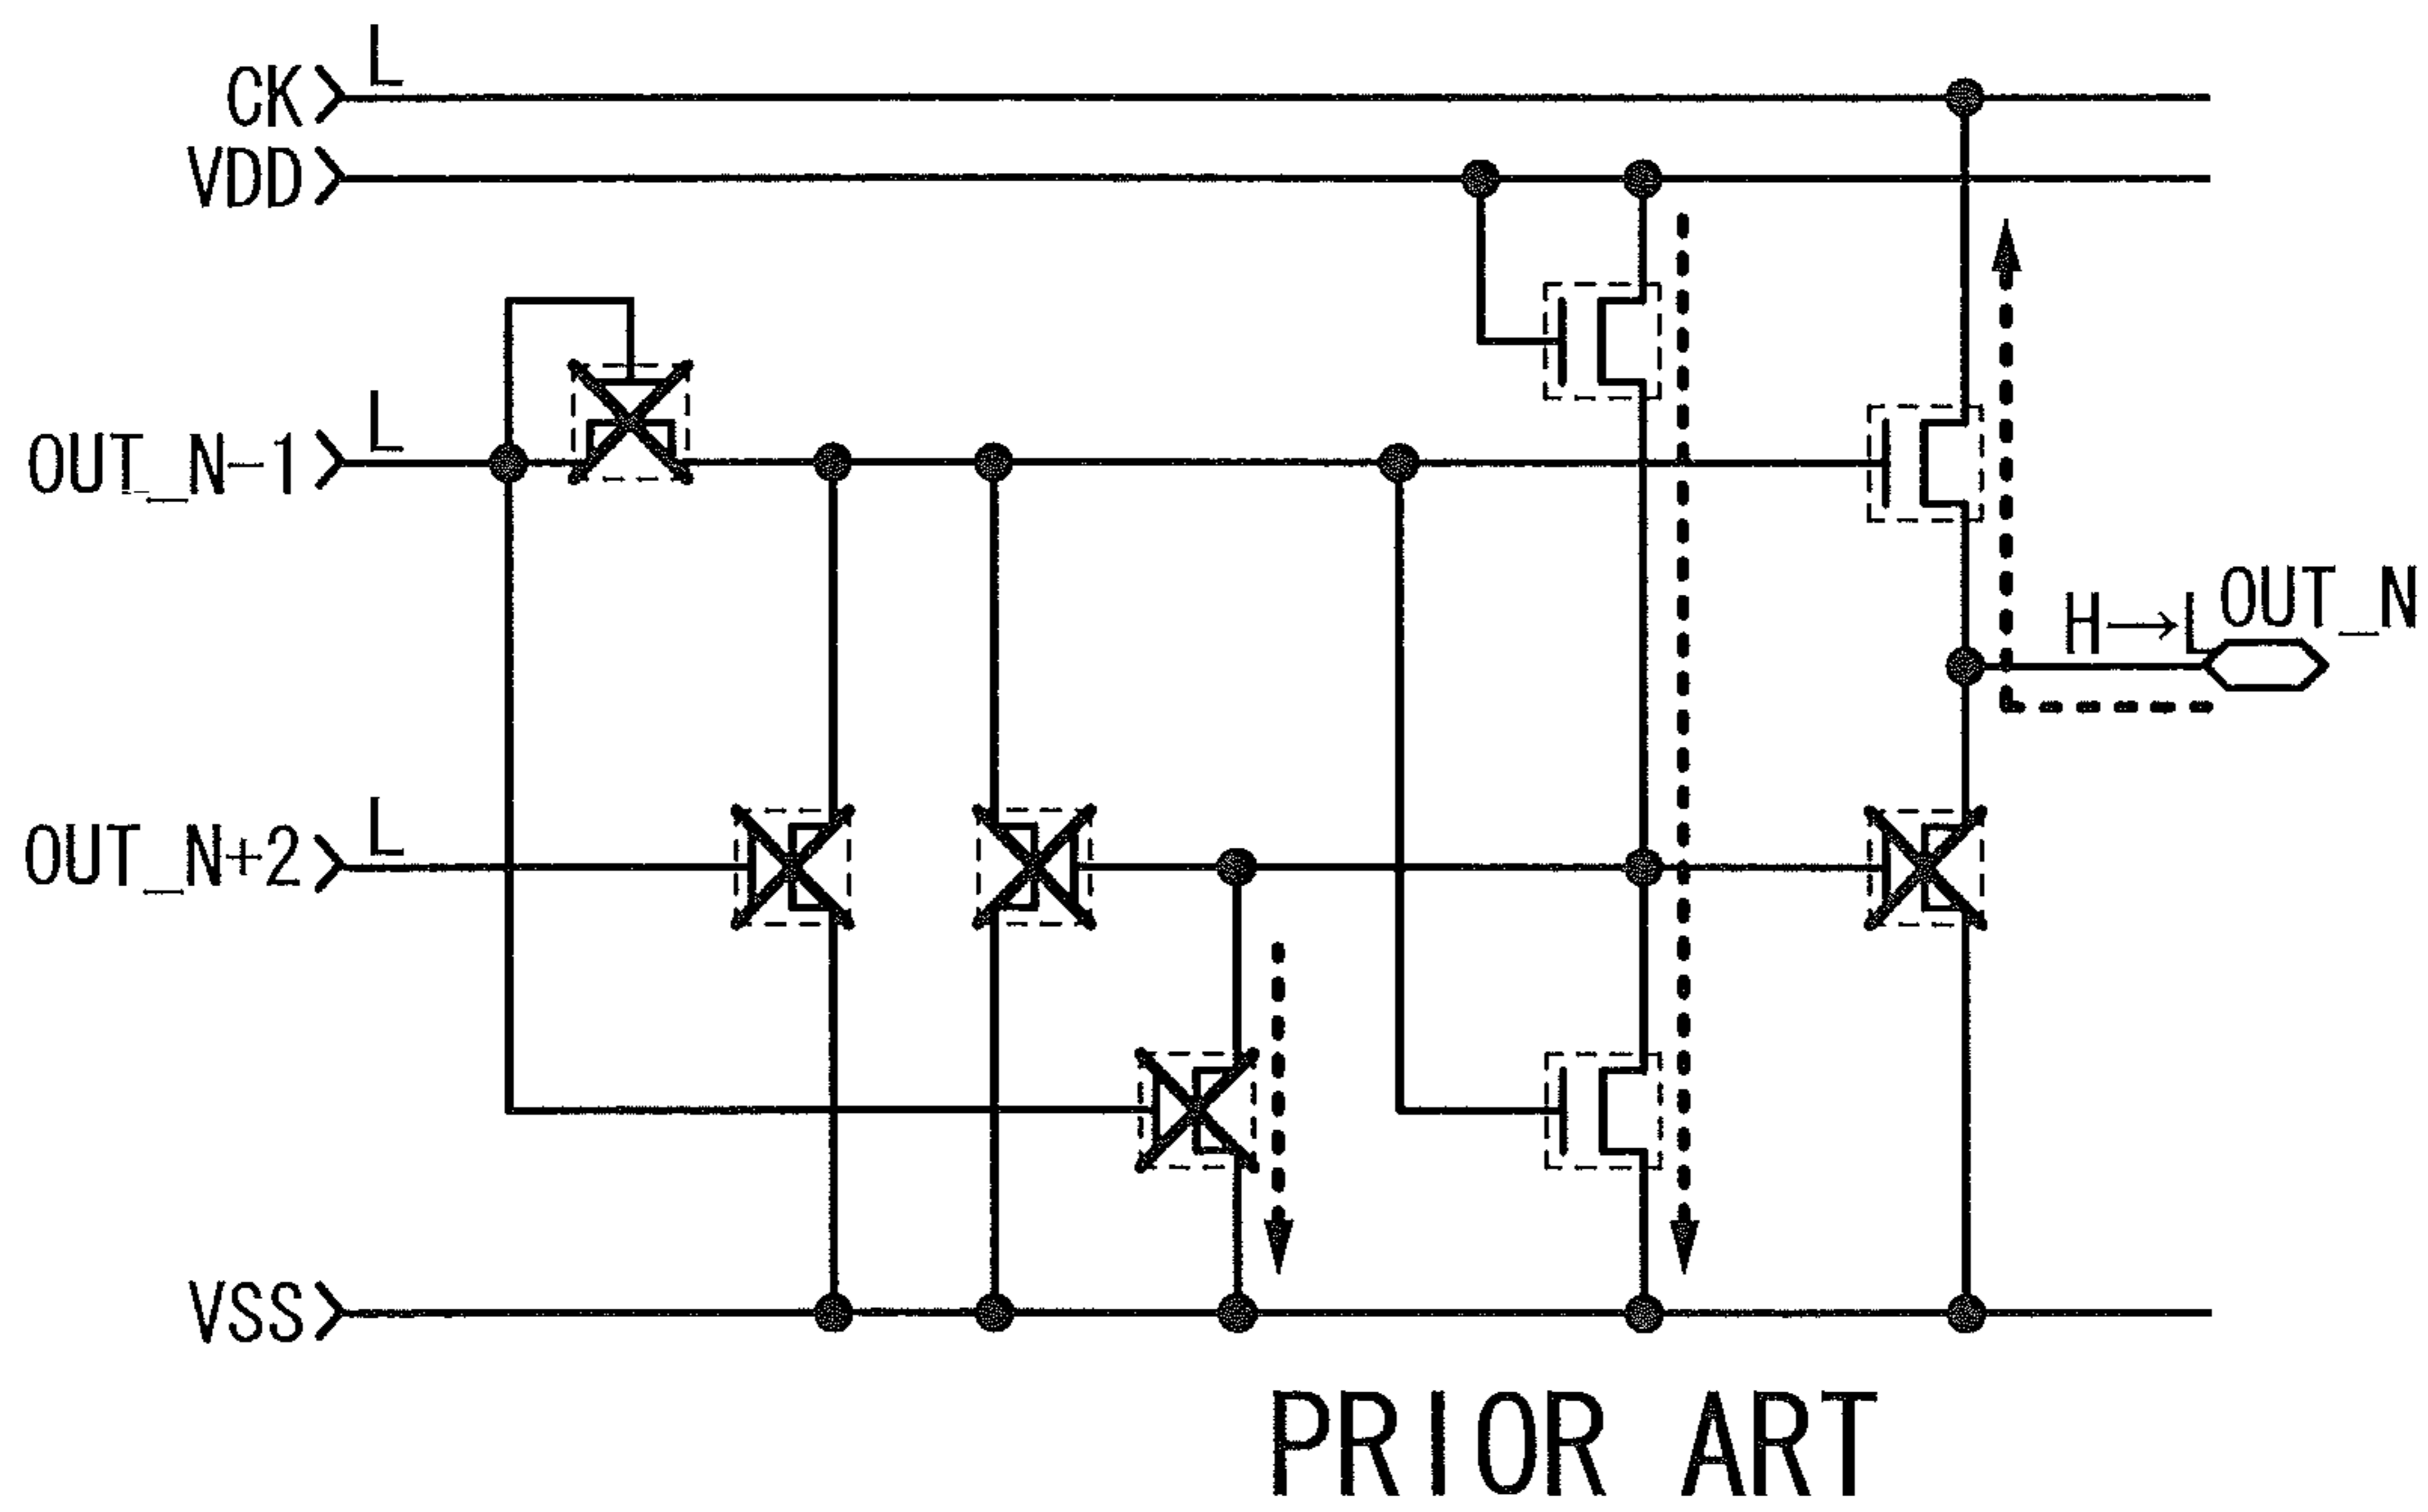 L
CK
VDD
L
OUT_N-1
H→L OUT_N
L
OUT_N+2
VSS
PRIOR ART